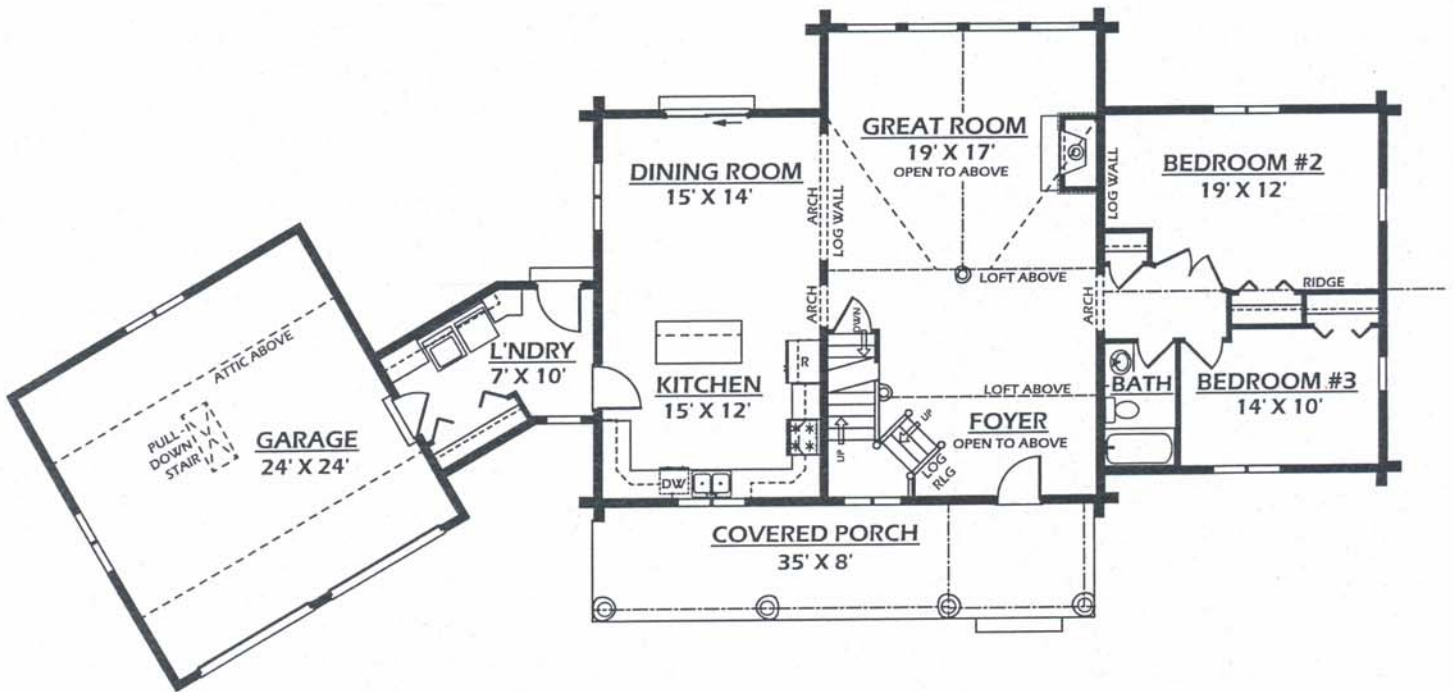 GREAT ROOM
19' X 17'
OPEN TO ABOVE
DINING ROOM
15' X 14'
ARCH
LOG WALL
LOG WALL
BEDROOM #2
19' X 12'
LOFT ABOVE
RIDGE
ARCH
ARCH
DOWN
ATTIC ABOVE
L'NDRY
7' X 10'
R
KITCHEN
15' X 12'
LOFT ABOVE
BATH
BEDROOM #3
14' X 10'
PULL-
DOWN
STAIR
GARAGE
24' X 24'
UP
UP
FOYER
OPEN TO ABOVE
LOG
RLG
DW
COVERED PORCH
35' X 8'